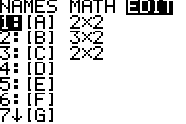 NAMES MATH EDIT
1:[A] 2×2
2:[B] 3×2
3:[C] 2×2
4:[D]
5:[E]
6:[F]
7↓[G]